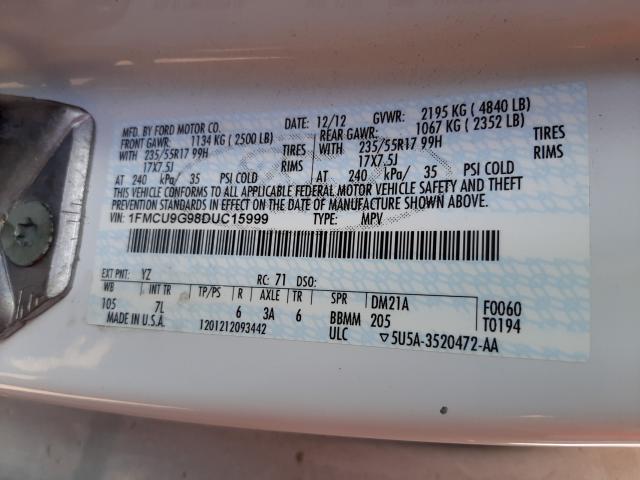 MFD. BY FORD MOTOR CO. DATE: 12/12 GVWR: 2195 KG ( 4840 LB)
FRONT GAWR: 1134 KG ( 2500 LB) REAR GAWR: 1067 KG ( 2352 LB)
WITH 235/55R17 99H TIRES WITH 235/55R17 99H TIRES
17X7.5J RIMS 17X7.5J RIMS
AT 240 kPa/ 35 PSI COLD AT 240 kPa/ 35 PSI COLD
THIS VEHICLE CONFORMS TO ALL APPLICABLE FEDERAL MOTOR VEHICLE SAFETY AND THEFT
PREVENTION STANDARDS IN EFFECT ON THE DATE OF MANUFACTURE SHOWN ABOVE.
VIN: 1FMCU9G98DUC15999 TYPE: MPV
EXT PNT: YZ RC: 71 DSO:
WB INT TR TP/PS R AXLE TR SPR DM21A F0060
105 7L 6 3A 6 BBMM 205 T0194
MADE IN U.S.A. 1201212093442 ULC ▽5U5A-3520472-AA